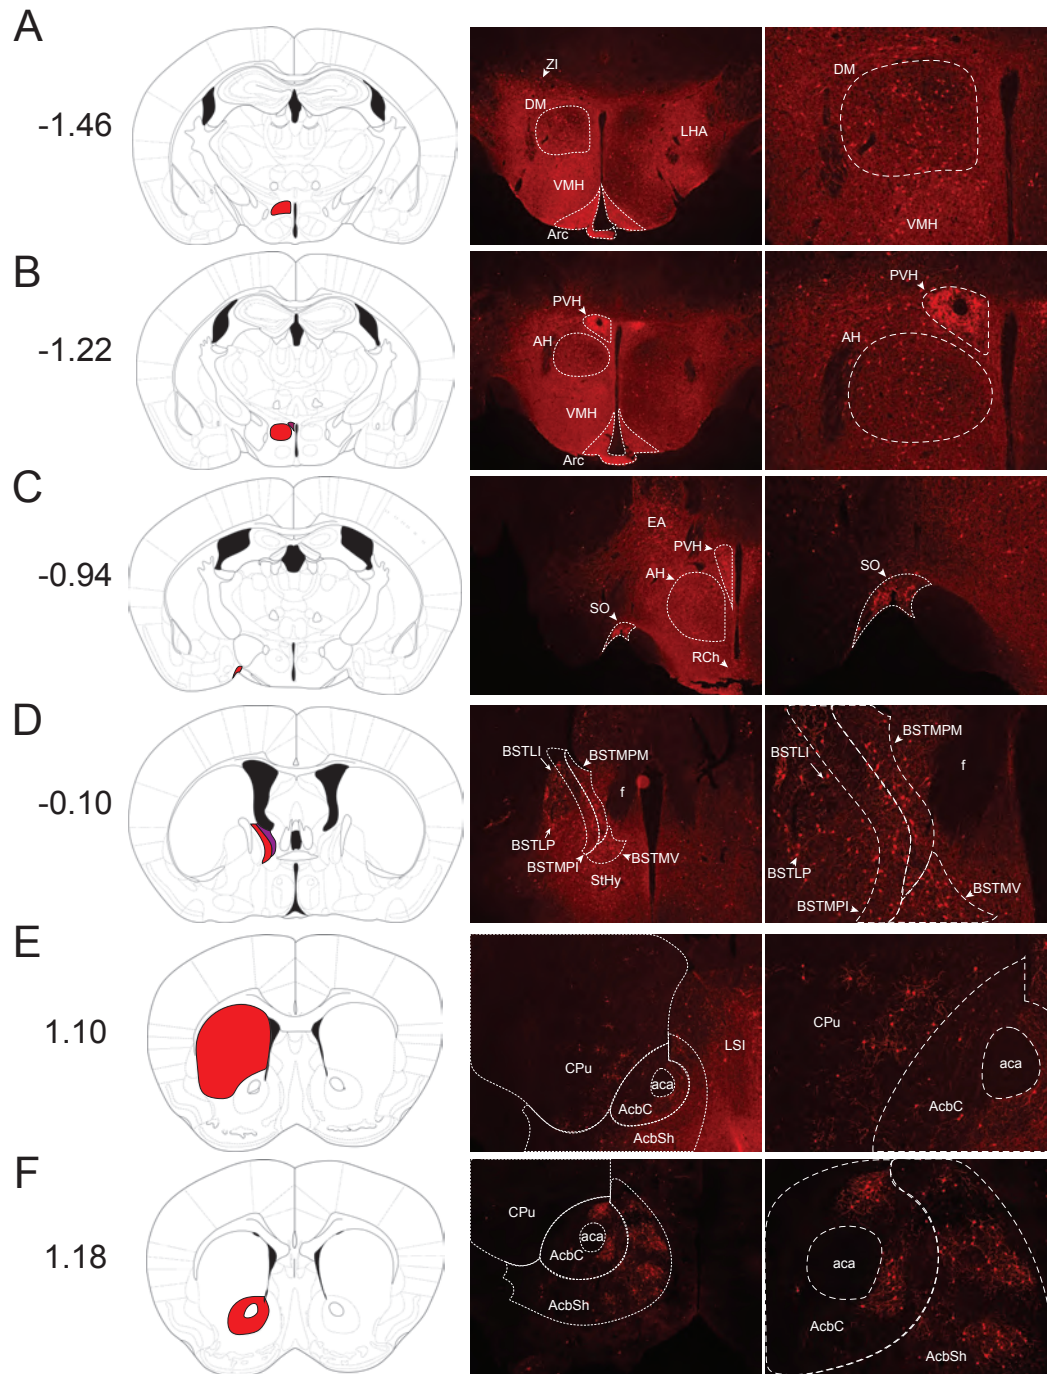 A
-1.46
ZI
DM
LHA
VMH
Arc
DM
VMH
B
-1.22
PVH
AH
VMH
Arc
PVH
AH
C
-0.94
EA
PVH
AH
SO
RCh
SO
D
-0.10
BSTLI
BSTMPM
f
BSTLP
BSTMPI
BSTMV
StHy
BSTLI
BSTMPM
f
BSTLP
BSTMPI
BSTMV
E
1.10
CPu
LSI
aca
AcbC
AcbSh
CPu
aca
AcbC
F
1.18
CPu
aca
AcbC
AcbSh
aca
AcbC
AcbSh